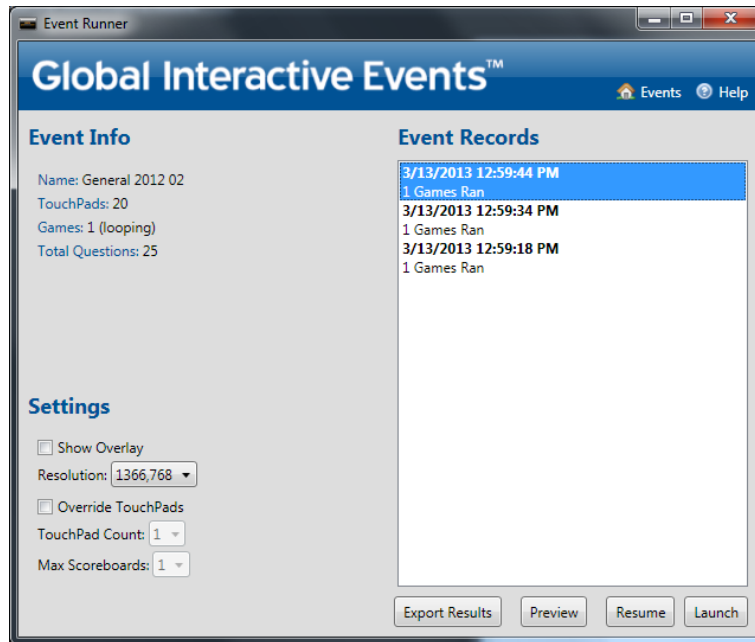 Event Runner
Global Interactive Events™
Events Help
Event Info
Name: General 2012 02
TouchPads: 20
Games: 1 (looping)
Total Questions: 25
Settings
Show Overlay
Resolution: 1366,768
Override TouchPads
TouchPad Count: 1
Max Scoreboards: 1
Event Records
3/13/2013 12:59:44 PM
1 Games Ran
3/13/2013 12:59:34 PM
1 Games Ran
3/13/2013 12:59:18 PM
1 Games Ran
Export Results Preview Resume Launch